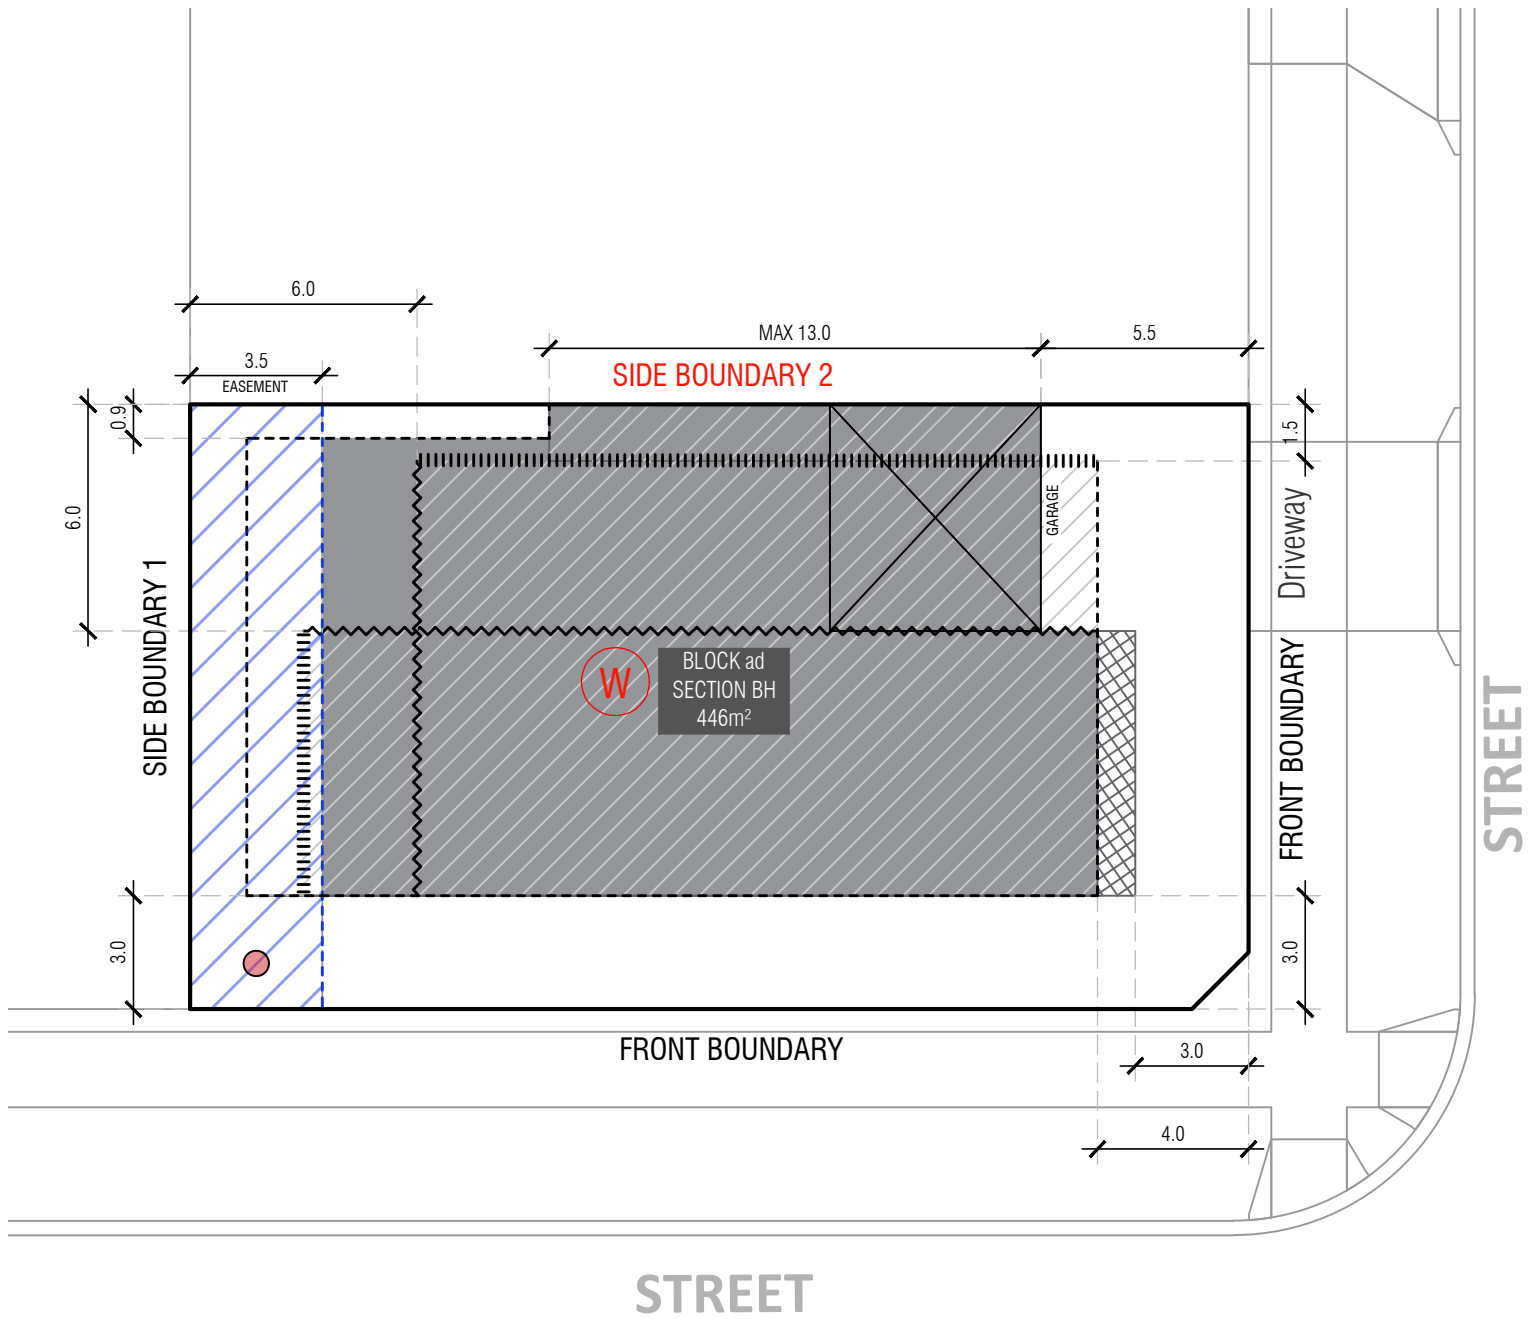 6.0
MAX 13.0
5.5
3.5
EASEMENT
SIDE BOUNDARY 2
0.9
1.5
6.0
GARAGE
Driveway
SIDE BOUNDARY 1
W
BLOCK ad
SECTION BH
446m²
FRONT BOUNDARY
STREET
3.0
3.0
FRONT BOUNDARY
3.0
4.0
STREET